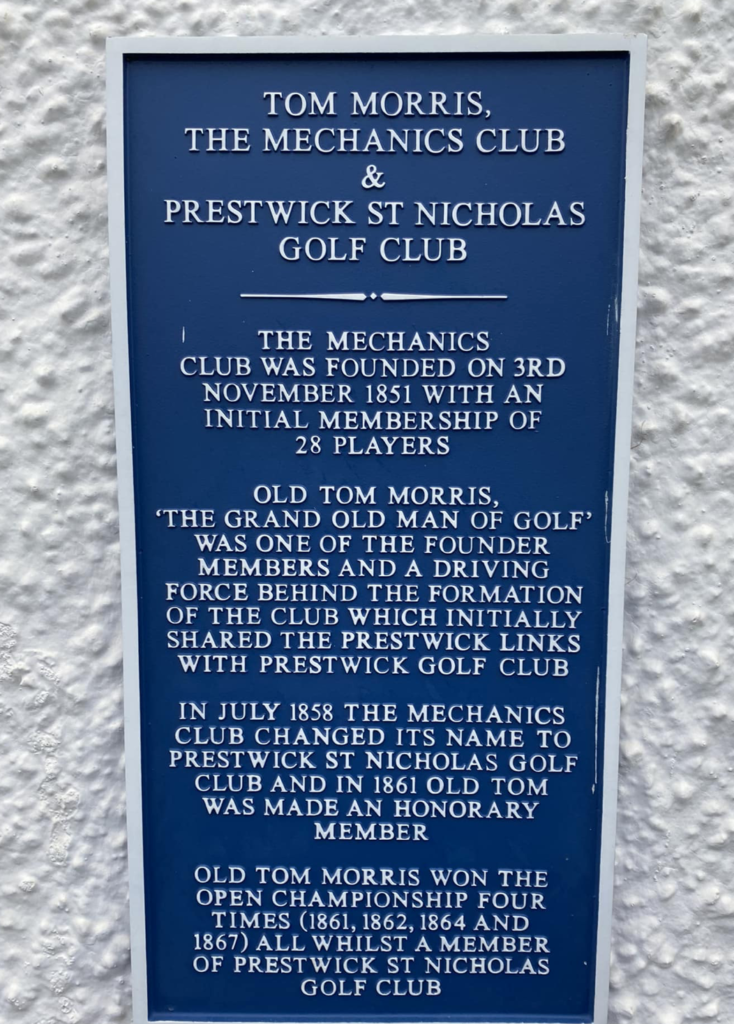 TOM MORRIS,
THE MECHANICS CLUB
&
PRESTWICK ST NICHOLAS
GOLF CLUB
THE MECHANICS
CLUB WAS FOUNDED ON 3RD
NOVEMBER 1851 WITH AN
INITIAL MEMBERSHIP OF
28 PLAYERS
OLD TOM MORRIS,
‘THE GRAND OLD MAN OF GOLF’
WAS ONE OF THE FOUNDER
MEMBERS AND A DRIVING
FORCE BEHIND THE FORMATION
OF THE CLUB WHICH INITIALLY
SHARED THE PRESTWICK LINKS
WITH PRESTWICK GOLF CLUB
IN JULY 1858 THE MECHANICS
CLUB CHANGED ITS NAME TO
PRESTWICK ST NICHOLAS GOLF
CLUB AND IN 1861 OLD TOM
WAS MADE AN HONORARY
MEMBER
OLD TOM MORRIS WON THE
OPEN CHAMPIONSHIP FOUR
TIMES (1861, 1862, 1864 AND
1867) ALL WHILST A MEMBER
OF PRESTWICK ST NICHOLAS
GOLF CLUB